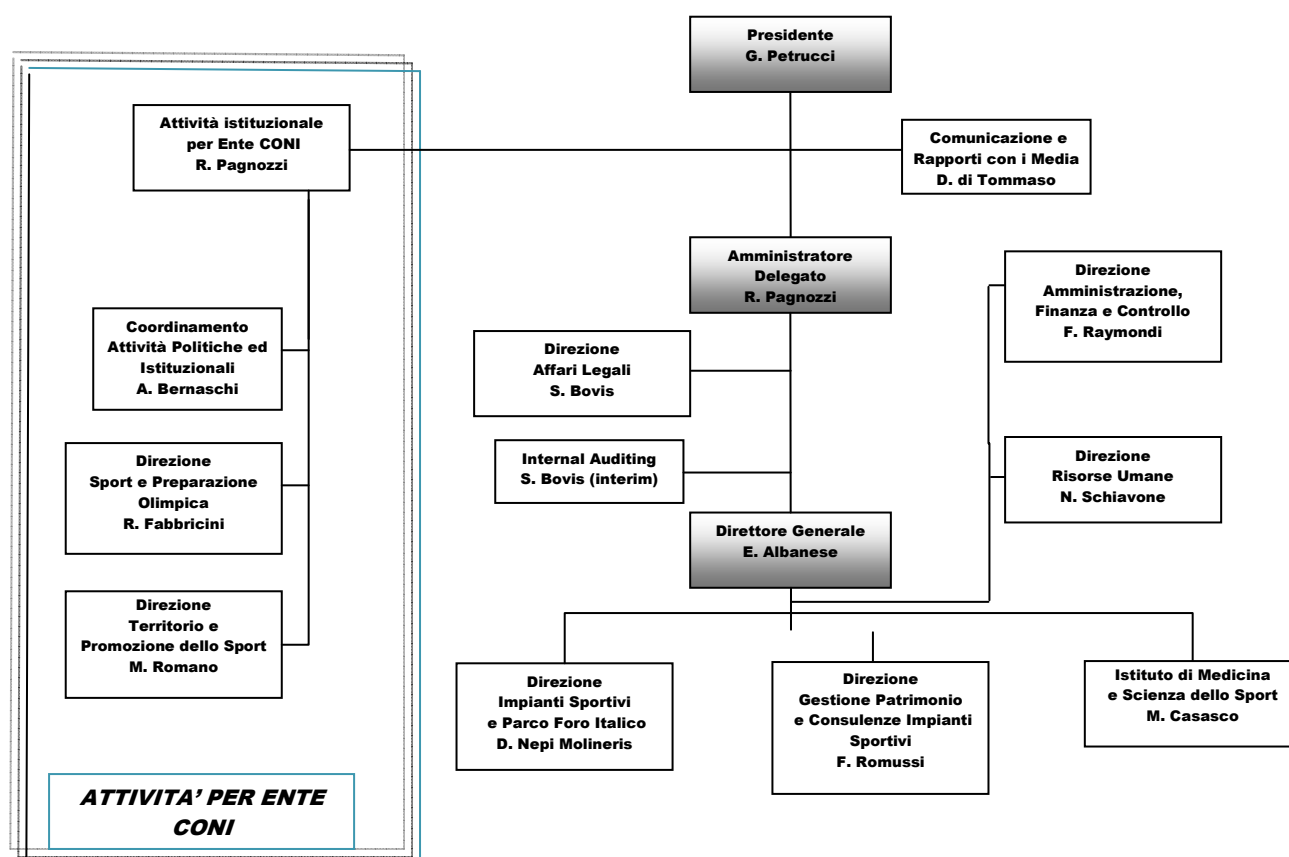 Presidente
G. Petrucci
Attività istituzionale
per Ente CONI
R. Pagnozzi
Comunicazione e
Rapporti con i Media
D. di Tommaso
Amministratore
Delegato
R. Pagnozzi
Direzione
Amministrazione,
Finanza e Controllo
F. Raymondi
Coordinamento
Attività Politiche ed
Istituzionali
A. Bernaschi
Direzione
Affari Legali
S. Bovis
Direzione
Sport e Preparazione
Olimpica
R. Fabbricini
Internal Auditing
S. Bovis (interim)
Direzione
Risorse Umane
N. Schiavone
Direttore Generale
E. Albanese
Direzione
Territorio e
Promozione dello Sport
M. Romano
Direzione
Impianti Sportivi
e Parco Foro Italico
D. Nepi Molineris
Direzione
Gestione Patrimonio
e Consulenze Impianti
Sportivi
F. Romussi
Istituto di Medicina
e Scienza dello Sport
M. Casasco
ATTIVITA’ PER ENTE
CONI